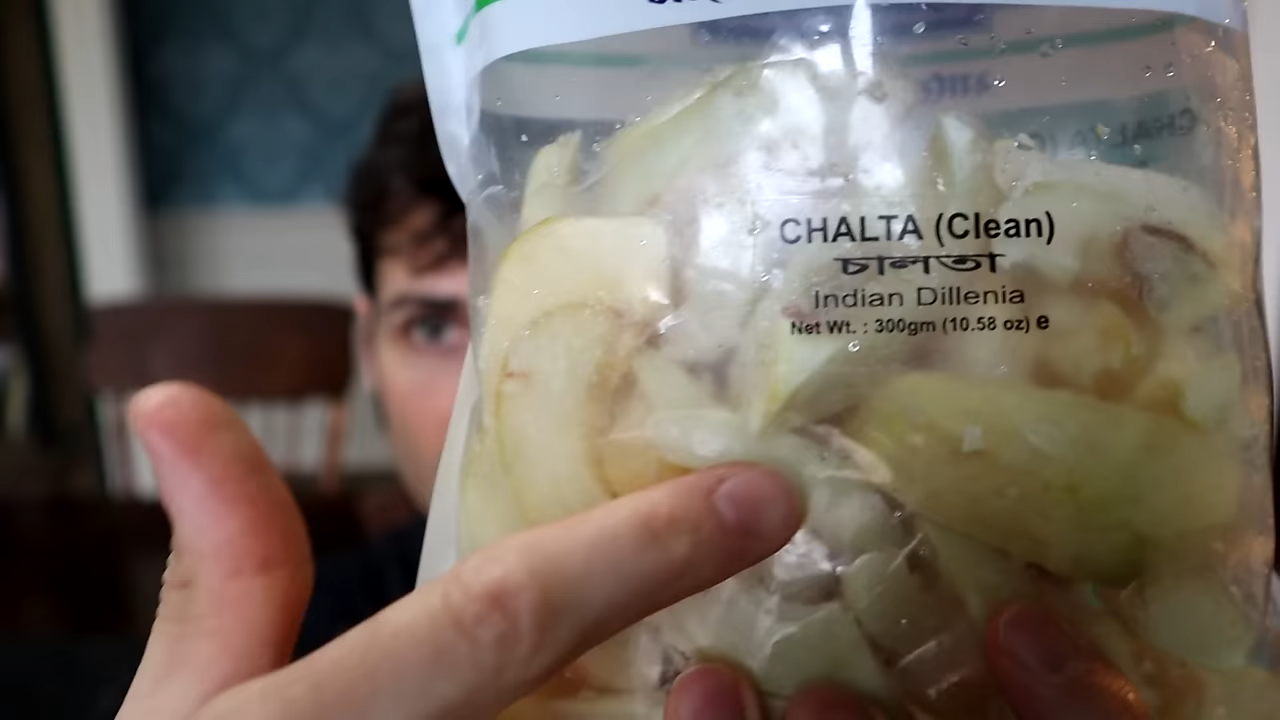 CHALTA (Clean)
চালতা
Indian Dillenia
Net Wt. : 300gm (10.58 oz) e